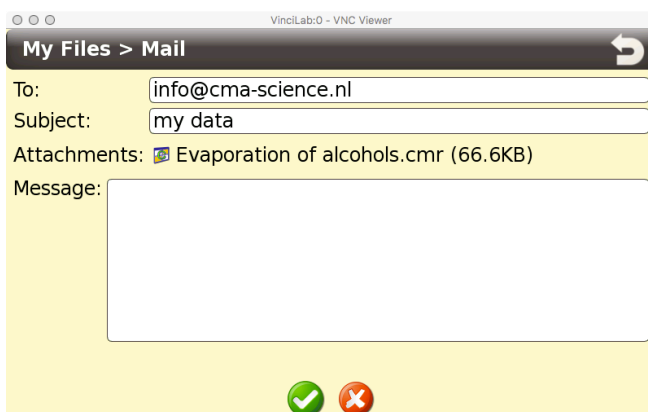 VinciLab:0 - VNC Viewer
My Files > Mail
To: info@cma-science.nl
Subject: my data
Attachments: Evaporation of alcohols.cmr (66.6KB)
Message: